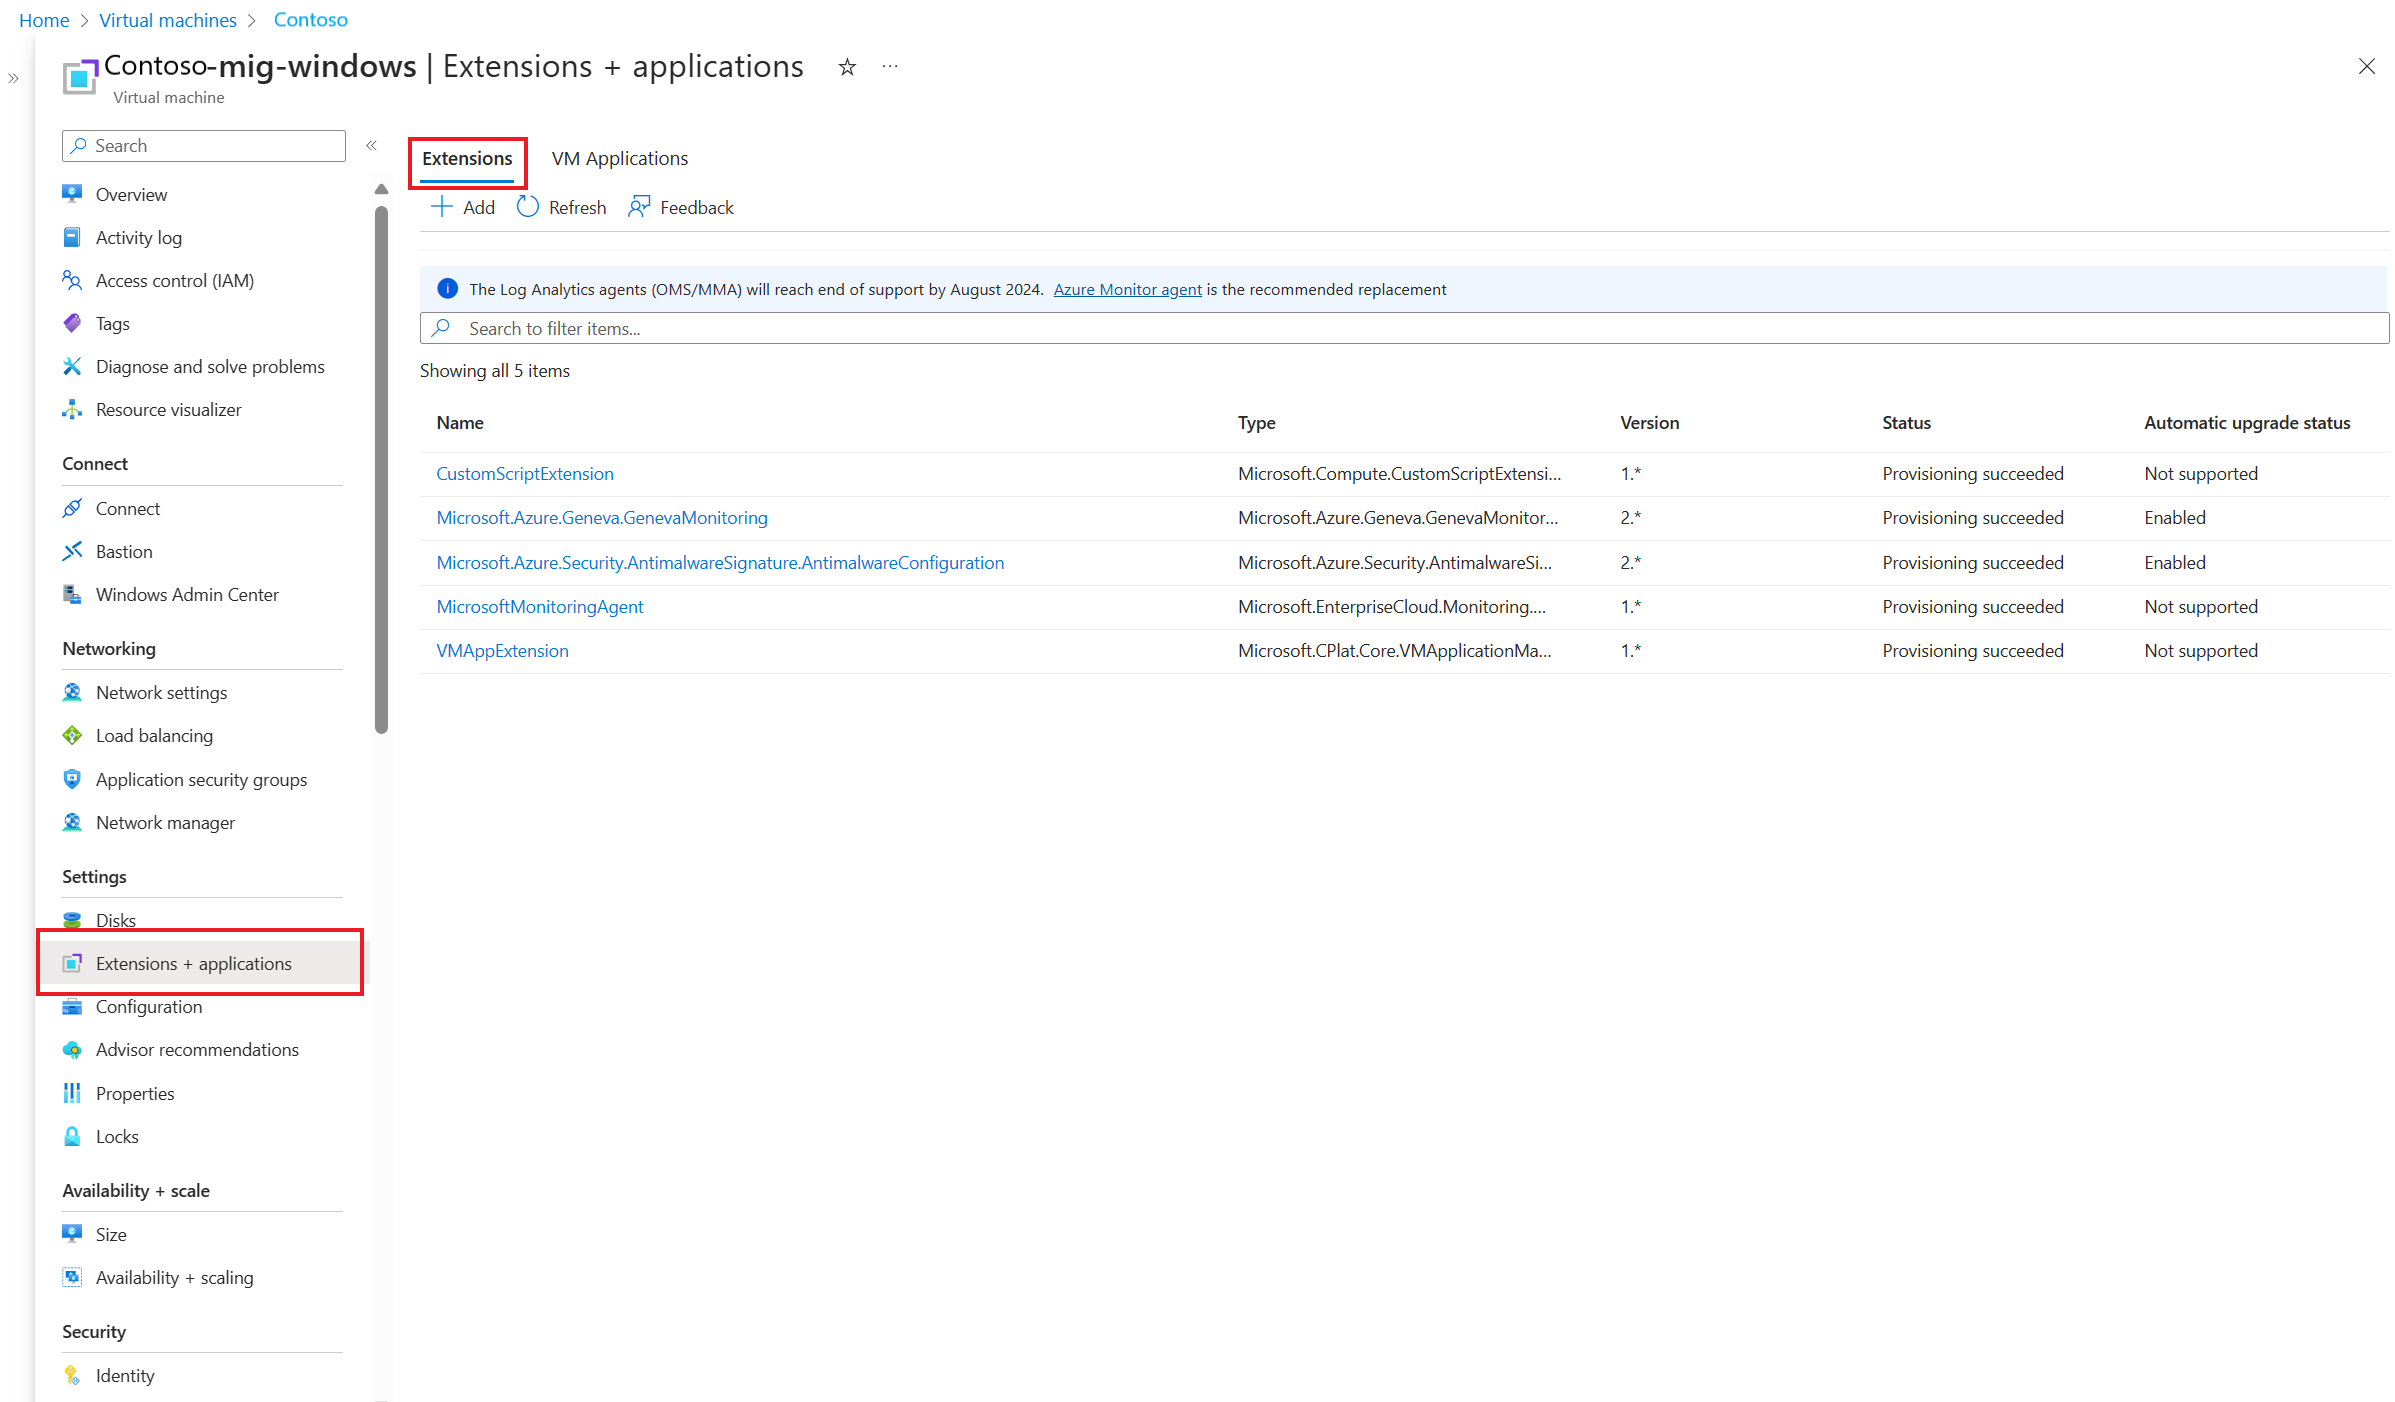 Home > Virtual machines > Contoso
Contoso-mig-windows | Extensions + applications
Virtual machine
Search
Overview
Activity log
Access control (IAM)
Tags
Diagnose and solve problems
Resource visualizer
Connect
Connect
Bastion
Windows Admin Center
Networking
Network settings
Load balancing
Application security groups
Network manager
Settings
Disks
Extensions + applications
Configuration
Advisor recommendations
Properties
Locks
Availability + scale
Size
Availability + scaling
Security
Identity
Extensions VM Applications
Add Refresh Feedback
The Log Analytics agents (OMS/MMA) will reach end of support by August 2024. Azure Monitor agent is the recommended replacement
Search to filter items...
Showing all 5 items
Name Type Version Status Automatic upgrade status
CustomScriptExtension Microsoft.Compute.CustomScriptExtensi... 1.* Provisioning succeeded Not supported
Microsoft.Azure.Geneva.GenevaMonitoring Microsoft.Azure.Geneva.GenevaMonitor... 2.* Provisioning succeeded Enabled
Microsoft.Azure.Security.AntimalwareSignature.AntimalwareConfiguration Microsoft.Azure.Security.AntimalwareSi... 2.* Provisioning succeeded Enabled
MicrosoftMonitoringAgent Microsoft.EnterpriseCloud.Monitoring.... 1.* Provisioning succeeded Not supported
VMAppExtension Microsoft.CPlat.Core.VMApplicationMa... 1.* Provisioning succeeded Not supported